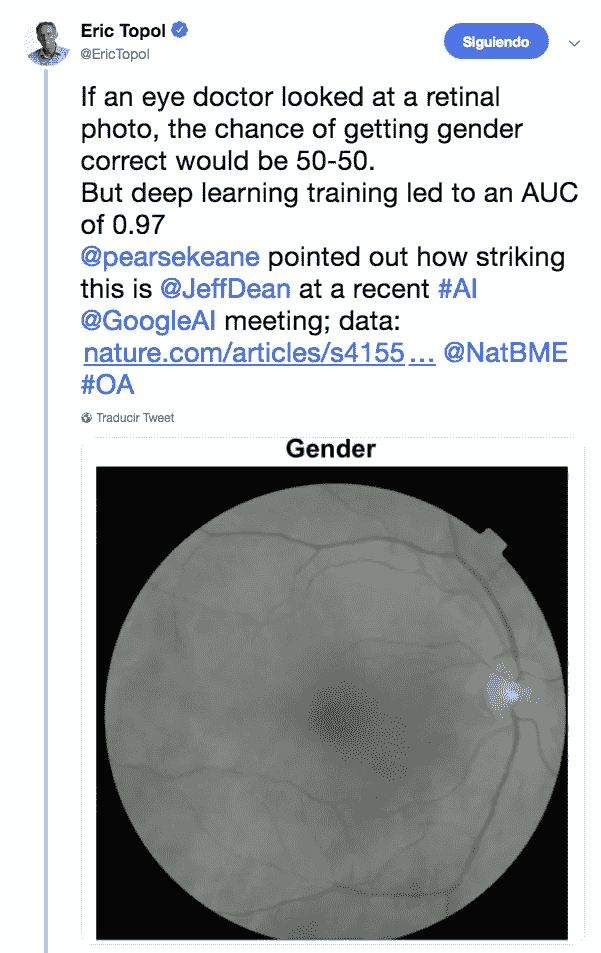 Eric Topol
@EricTopol
Siguiendo
If an eye doctor looked at a retinal
photo, the chance of getting gender
correct would be 50-50.
But deep learning training led to an AUC
of 0.97
@pearsekeane pointed out how striking
this is @JeffDean at a recent #AI
@GoogleAI meeting; data:
nature.com/articles/s4155… @NatBME
#OA
Traducir Tweet
Gender